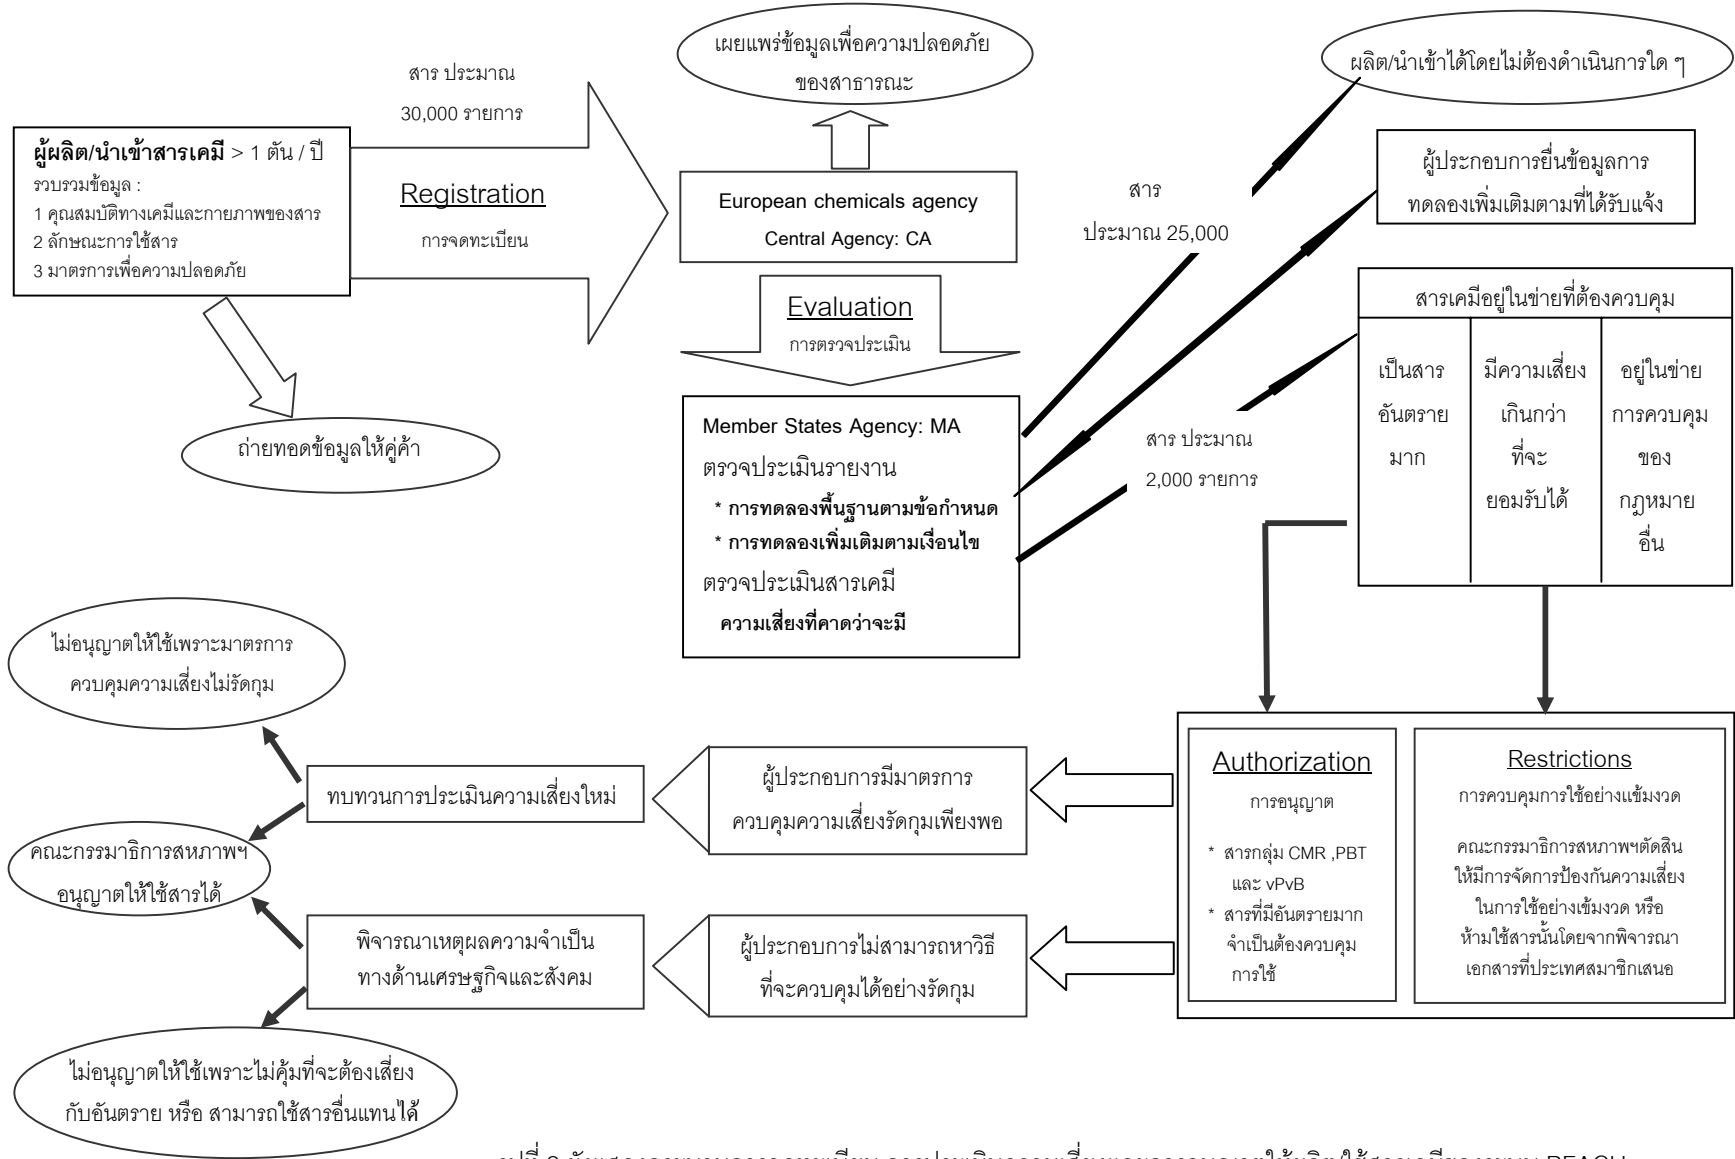 เผยแพร่ข้อมูลเพื่อความปลอดภัย
ของสาธารณะ
ผลิต/นำเข้าได้โดยไม่ต้องดำเนินการใด ๆ
สาร ประมาณ
30,000 รายการ
ผู้ผลิต/นำเข้าสารเคมี > 1 ตัน / ปี
รวบรวมข้อมูล :
1 คุณสมบัติทางเคมีและกายภาพของสาร
2 ลักษณะการใช้สาร
3 มาตรการเพื่อความปลอดภัย
Registration
การจดทะเบียน
European chemicals agency
Central Agency: CA
สาร
ประมาณ 25,000
ผู้ประกอบการยื่นข้อมูลการ
ทดลองเพิ่มเติมตามที่ได้รับแจ้ง
Evaluation
การตรวจประเมิน
สารเคมีอยู่ในข่ายที่ต้องควบคุม
เป็นสาร
อันตราย
มาก
มีความเสี่ยง
เกินกว่า
ที่จะ
ยอมรับได้
อยู่ในข่าย
การควบคุม
ของ
กฎหมาย
อื่น
ถ่ายทอดข้อมูลให้คู่ค้า
Member States Agency: MA
ตรวจประเมินรายงาน
* การทดลองพื้นฐานตามข้อกำหนด
* การทดลองเพิ่มเติมตามเงื่อนไข
ตรวจประเมินสารเคมี
ความเสี่ยงที่คาดว่าจะมี
สาร ประมาณ
2,000 รายการ
ไม่อนุญาตให้ใช้เพราะมาตรการ
ควบคุมความเสี่ยงไม่รัดกุม
ทบทวนการประเมินความเสี่ยงใหม่
ผู้ประกอบการมีมาตรการ
ควบคุมความเสี่ยงรัดกุมเพียงพอ
Authorization
การอนุญาต
* สารกลุ่ม CMR ,PBT
และ vPvB
* สารที่มีอันตรายมาก
จำเป็นต้องควบคุม
การใช้
Restrictions
การควบคุมการใช้อย่างแข้มงวด
คณะกรรมาธิการสหภาพฯตัดสิน
ให้มีการจัดการป้องกันความเสี่ยง
ในการใช้อย่างเข้มงวด หรือ
ห้ามใช้สารนั้นโดยจากพิจารณา
เอกสารที่ประเทศสมาชิกเสนอ
คณะกรรมาธิการสหภาพฯ
อนุญาตให้ใช้สารได้
พิจารณาเหตุผลความจำเป็น
ทางด้านเศรษฐกิจและสังคม
ผู้ประกอบการไม่สามารถหาวิธี
ที่จะควบคุมได้อย่างรัดกุม
ไม่อนุญาตให้ใช้เพราะไม่คุ้มที่จะต้องเสี่ยง
กับอันตราย หรือ สามารถใช้สารอื่นแทนได้